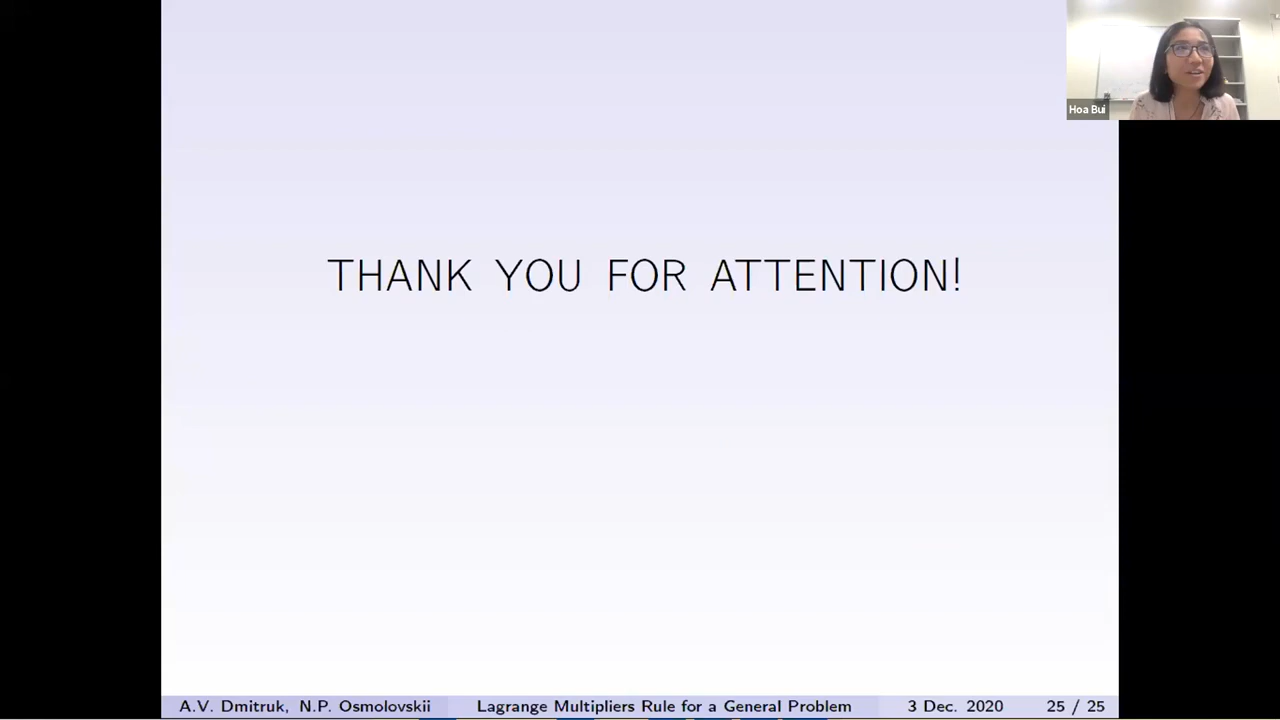 Hoa Bui
THANK YOU FOR ATTENTION!
A.V. Dmitruk, N.P. Osmolovskii Lagrange Multipliers Rule for a General Problem 3 Dec. 2020 25 / 25